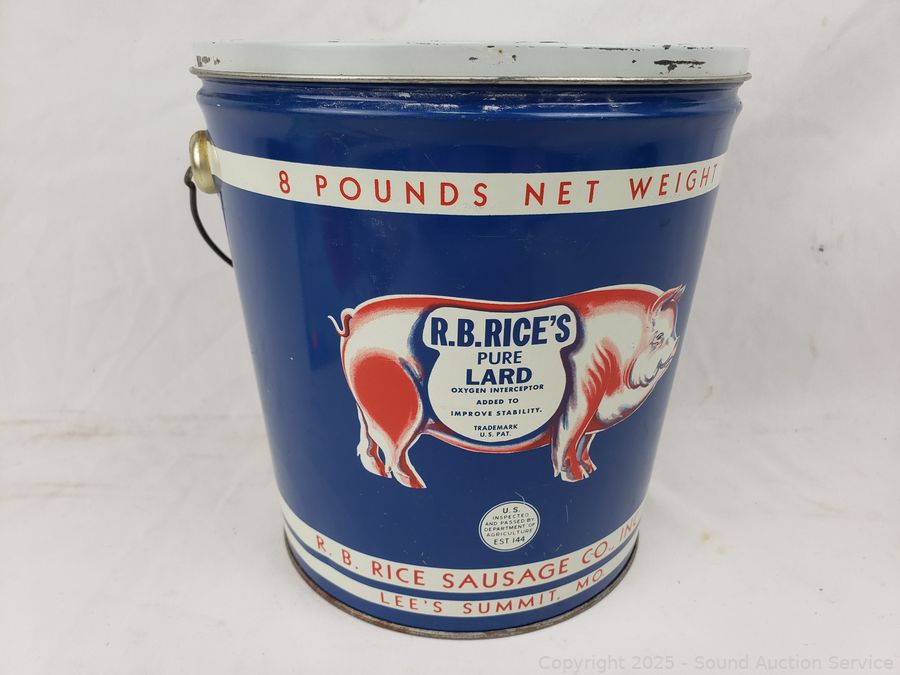 8 POUNDS NET WEIGHT
R.B.RICE'S
PURE
LARD
OXYGEN INTERCEPTOR
ADDED TO
IMPROVE STABILITY.
TRADEMARK
U.S. PAT.
U.S.
INSPECTED
AND PASSED BY
DEPARTMENT OF
AGRICULTURE
EST. 144
R. B. RICE SAUSAGE CO., INC.
LEE'S SUMMIT, MO.
Copyright 2025 - Sound Auction Service